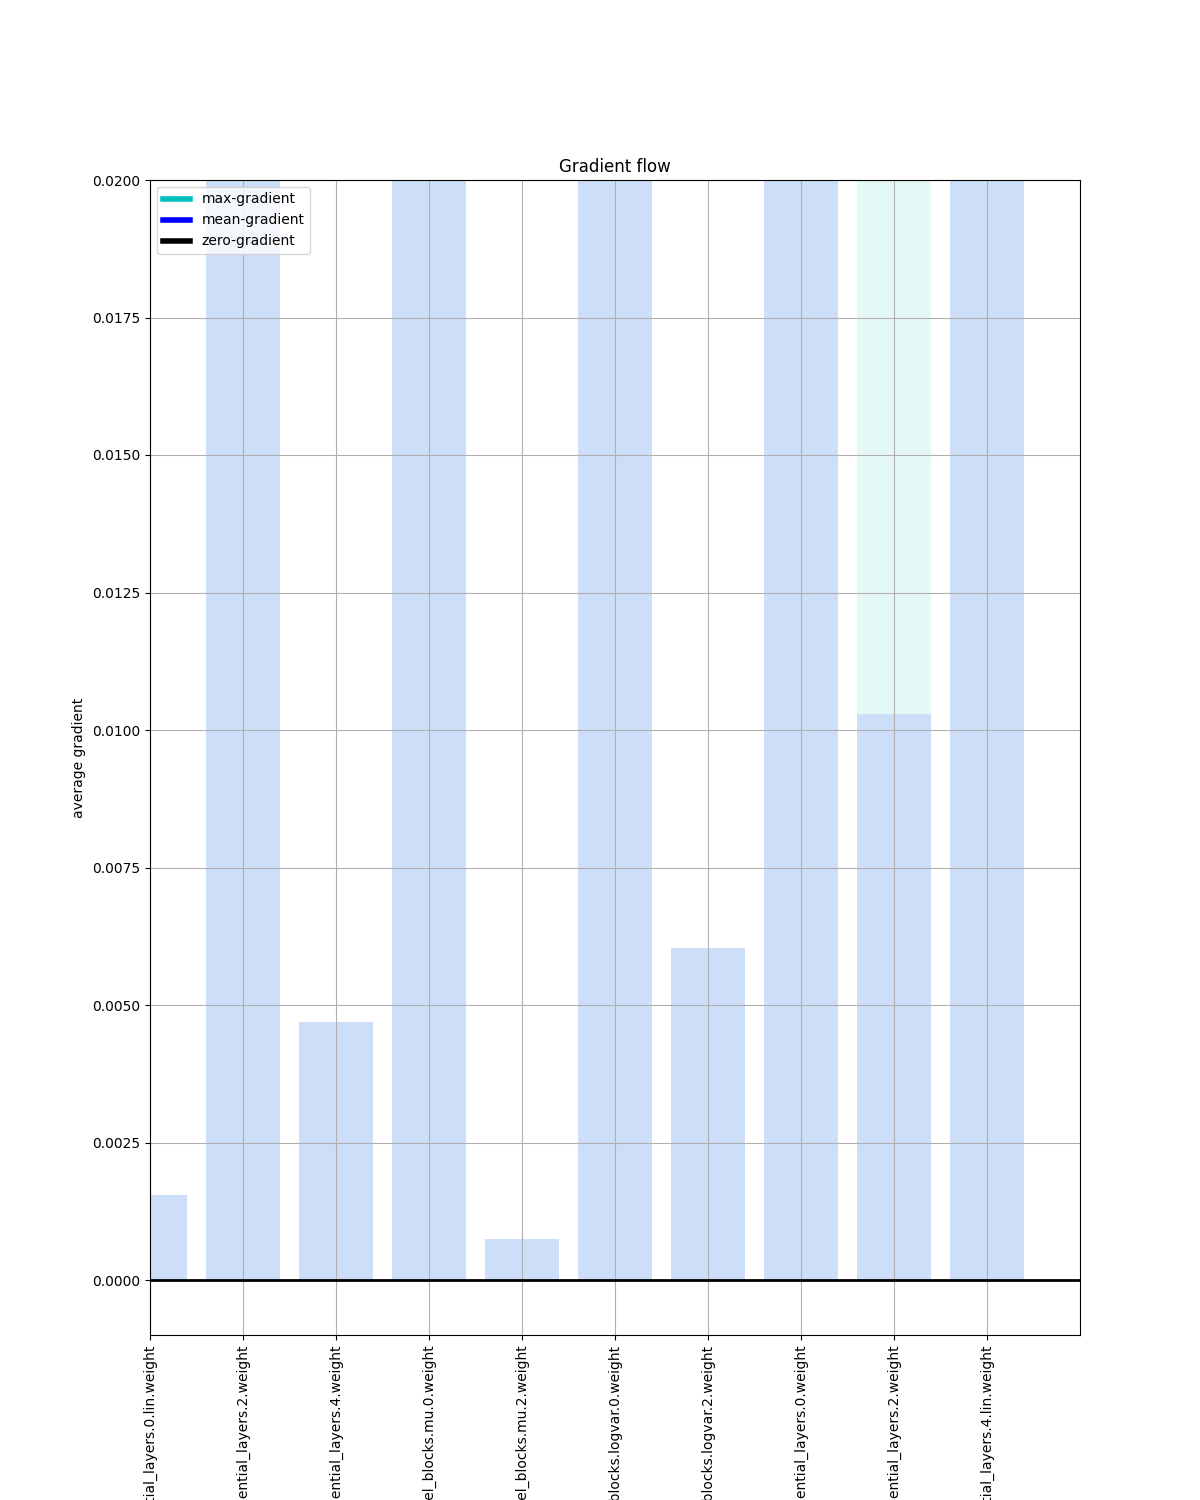 Gradient flow
max-gradient
mean-gradient
zero-gradient
0.0200
0.0175
0.0150
0.0125
0.0100
0.0075
0.0050
0.0025
0.0000
average gradient
tial_layers.0.lin.weight
ential_layers.2.weight
ential_layers.4.weight
el_blocks.mu.0.weight
el_blocks.mu.2.weight
blocks.logvar.0.weight
blocks.logvar.2.weight
ential_layers.0.weight
ential_layers.2.weight
tial_layers.4.lin.weight